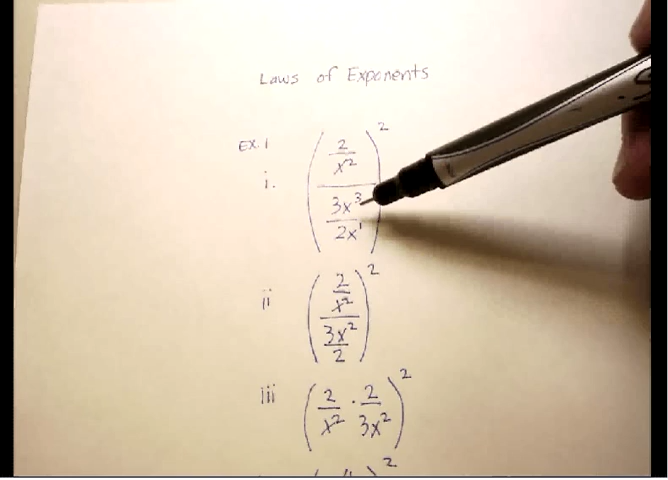 Laws of Exponents
Ex. 1
i. ( (2/x²) / (3x³/2x¹) )²
ii ( (2/x²) / (3x²/2) )²
iii ( 2/x² · 2/3x² )²